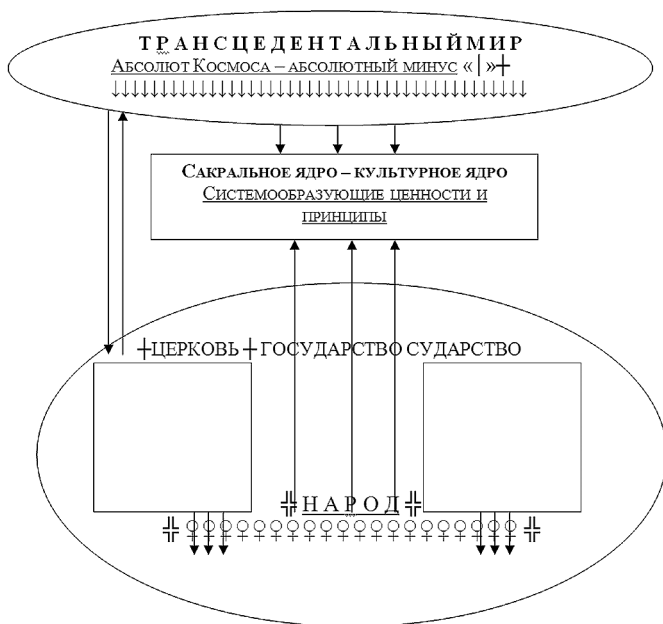 ТРАНСЦЕДЕНТАЛЬНЫЙМИР
Абсолют Космоса – абсолютный минус «|»┼
↓↓↓↓↓↓↓↓↓↓↓↓↓↓↓↓↓↓↓↓↓↓↓↓↓↓↓↓↓↓↓↓↓↓↓↓↓↓↓↓↓
Сакральное ядро – культурное ядро
Системообразующие ценности и
принципы
┼ЦЕРКОВЬ┼ГОСУДАРСТВО СУДАРСТВО
╬НАРОД╬
╬♀♀♀♀♀♀♀♀♀♀♀♀♀♀♀♀♀♀♀♀╬